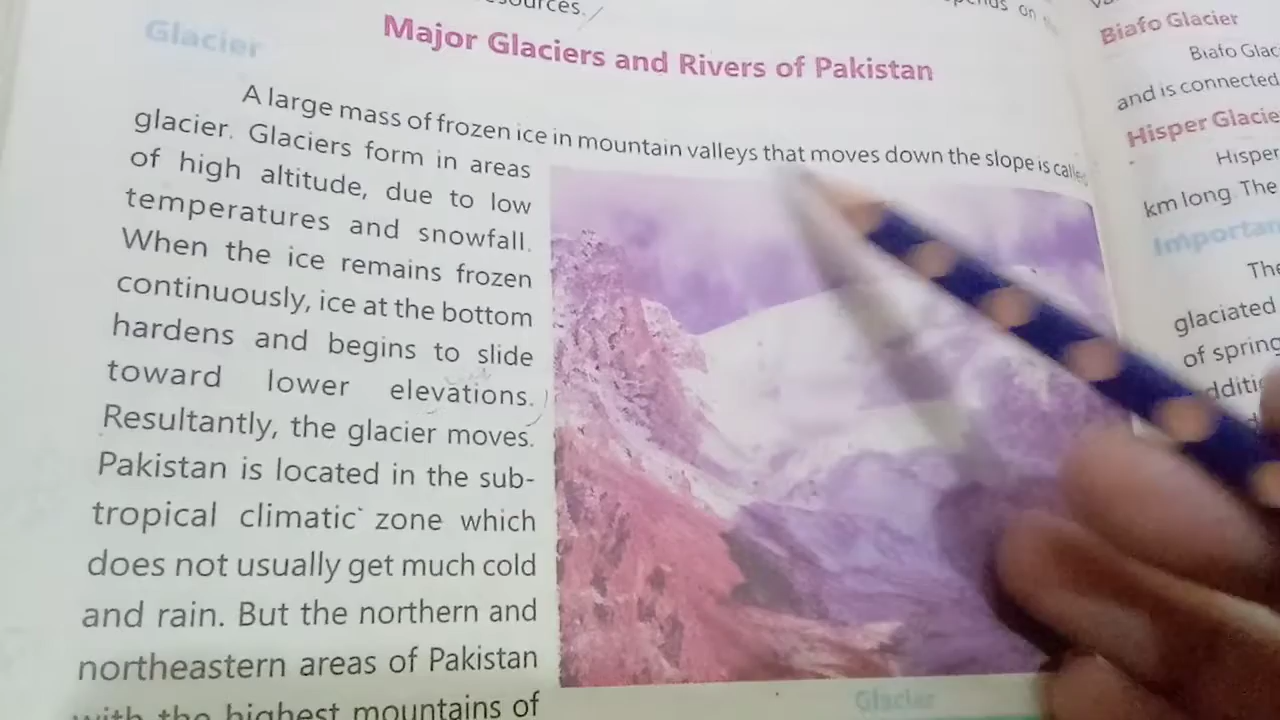 sources.
Major Glaciers and Rivers of Pakistan
Glacier
A large mass of frozen ice in mountain valleys that moves down the slope is called
glacier. Glaciers form in areas
of high altitude, due to low
temperatures and snowfall.
When the ice remains frozen
continuously, ice at the bottom
hardens and begins to slide
toward lower elevations.
Resultantly, the glacier moves.
Pakistan is located in the sub-
tropical climatic zone which
does not usually get much cold
and rain. But the northern and
northeastern areas of Pakistan
with the highest mountains of
Glacier
on
Biafo Glacier
Biafo Glac
and is connected
Hisper Glacie
Hisper
km long. The
Importan
The
glaciated
of spring
dditi